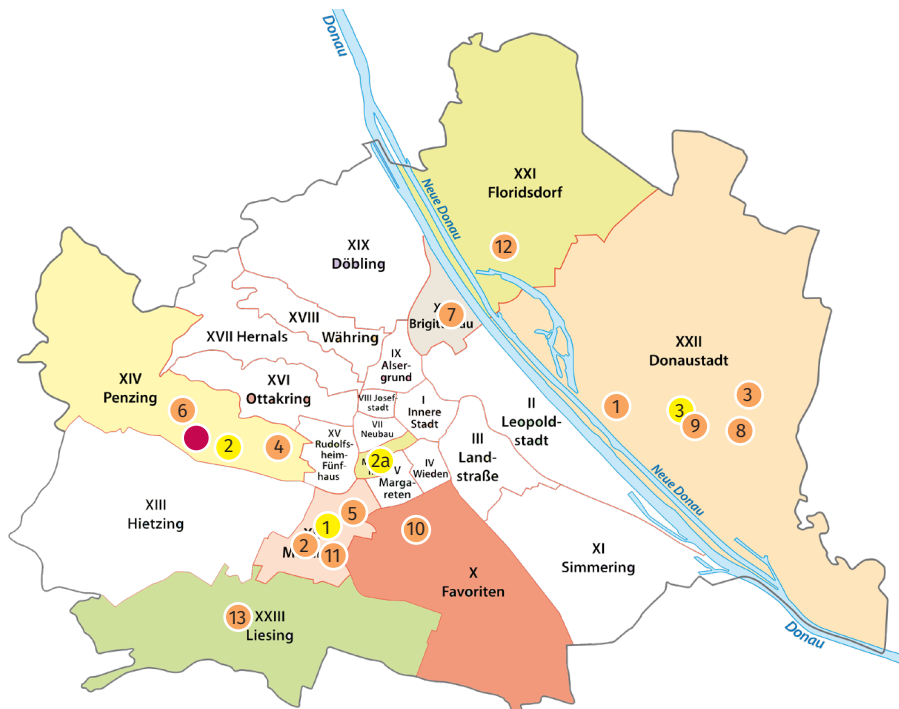 Donau
XXI
Floridsdorf
Neue Donau
12
XIX
Döbling
7
XVIII
Währing
XVII Hernals
IX
Alser-
grund
XXII
Donaustadt
XIV
Penzing
XVI
Ottakring
VIII Josef-
stadt
I
Innere
Stadt
II
Leopold-
stadt
1
3
3
9
8
6
2
4
XV
Rudolfs-
heim-
Fünf-
haus
VII
Neubau
2a
V
Marga-
reten
IV
Wieden
III
Land-
straße
Neue Donau
XIII
Hietzing
5
1
2
11
10
XI
Simmering
X
Favoriten
13
XXIII
Liesing
Donau